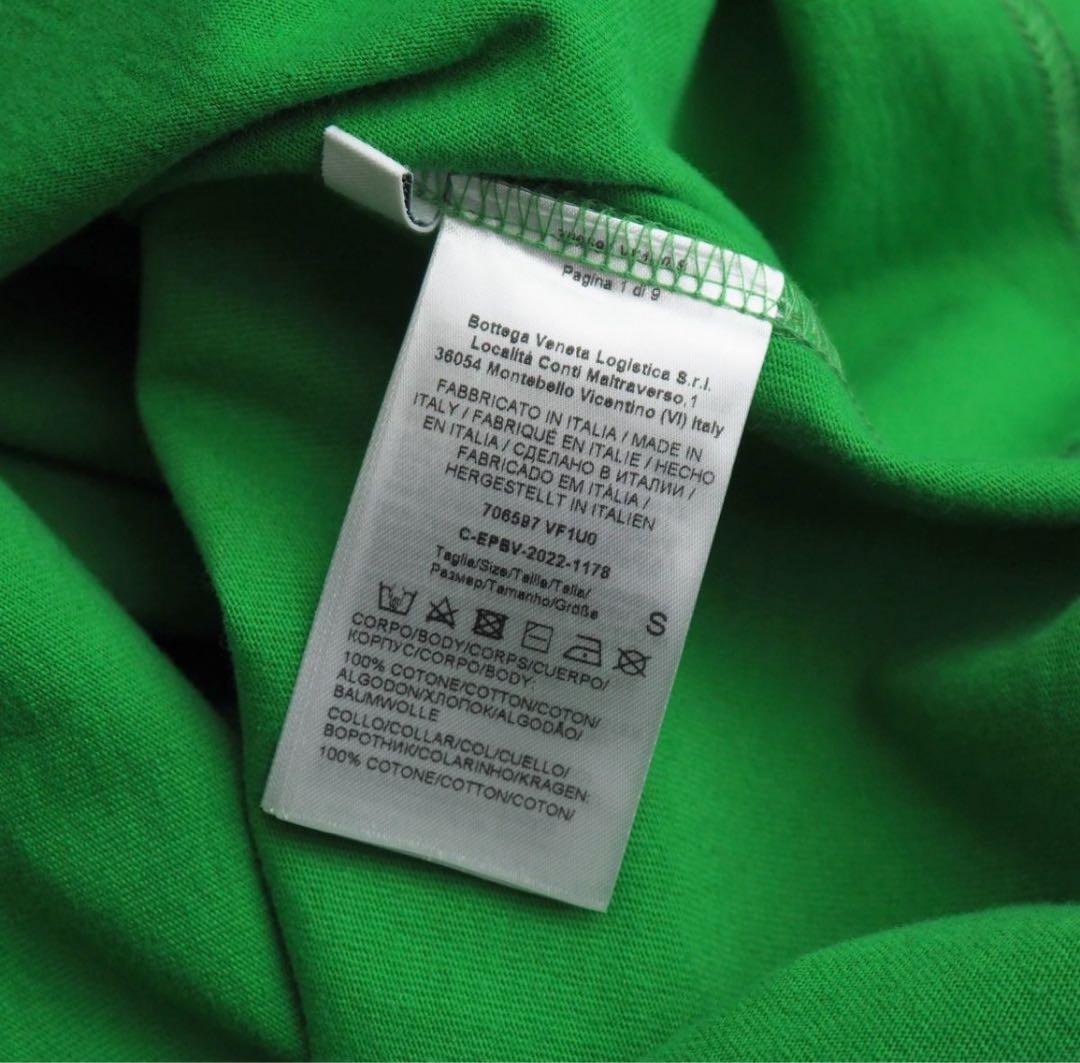 Pagina 1 di 9
Bottega Veneta Logistica S.r.l.
Località Conti Maltraverso,1
36054 Montebello Vicentino (VI) Italy
FABBRICATO IN ITALIA / MADE IN
ITALY / FABRIQUÉ EN ITALIE / HECHO
EN ITALIA / СДЕЛАНО В ИТАЛИИ /
FABRICADO EM ITÁLIA /
HERGESTELLT IN ITALIEN
706597 VF1U0
C-EPBV-2022-1178
Taglia/Size/Taille/Talla/
Размер/Tamanho/Größe
S
CORPO/BODY/CORPS/CUERPO/
КОРПУС/CORPO/BODY:
100% COTONE/COTTON/COTON/
ALGODON/ХЛОПОК/ALGODÃO/
BAUMWOLLE
COLLO/COLLAR/COL/CUELLO/
ВОРОТНИК/COLARINHO/KRAGEN:
100% COTONE/COTTON/COTON/